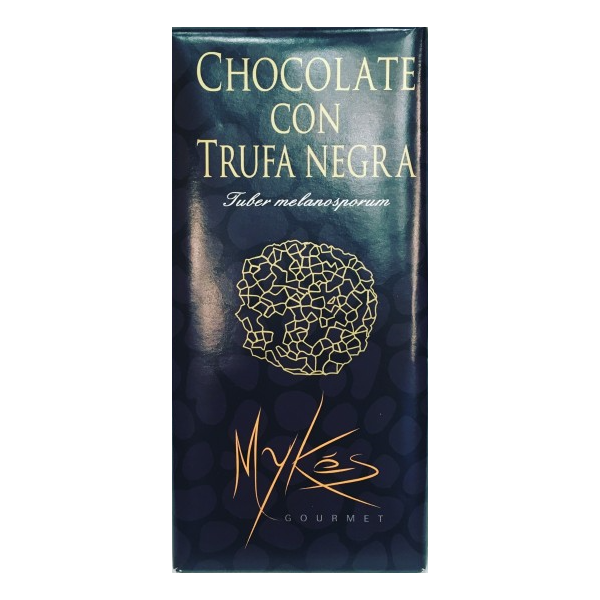 CHOCOLATE
CON
TRUFA NEGRA
Tuber melanosporum
MyKés
GOURMET